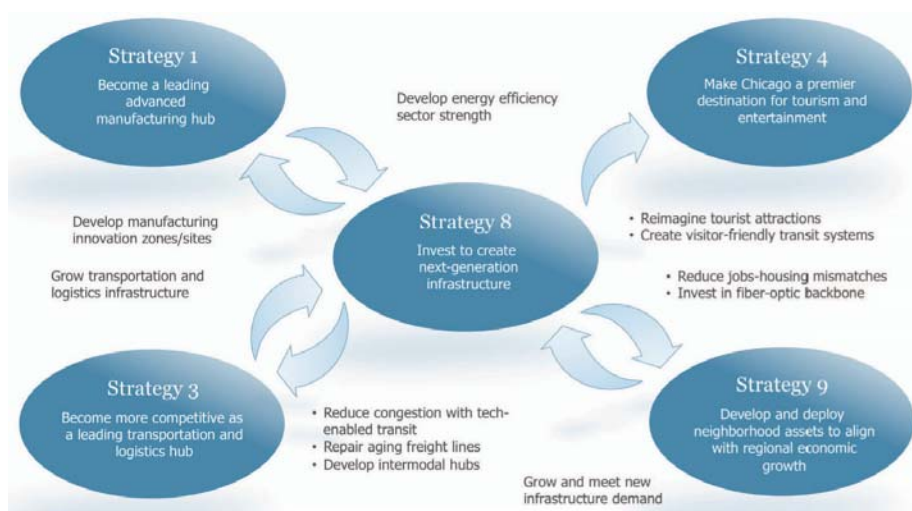 Strategy 1
Become a leading
advanced
manufacturing hub
Develop energy efficiency
sector strength
Strategy 4
Make Chicago a premier
destination for tourism and
entertainment
Develop manufacturing
innovation zones/sites
Strategy 8
Invest to create
next-generation
infrastructure
• Reimagine tourist attractions
• Create visitor-friendly transit systems
Grow transportation and
logistics infrastructure
• Reduce jobs-housing mismatches
• Invest in fiber-optic backbone
Strategy 3
Become more competitive as
a leading transportation and
logistics hub
• Reduce congestion with tech-
enabled transit
• Repair aging freight lines
• Develop intermodal hubs
Strategy 9
Develop and deploy
neighborhood assets to align
with regional economic
growth
Grow and meet new
infrastructure demand